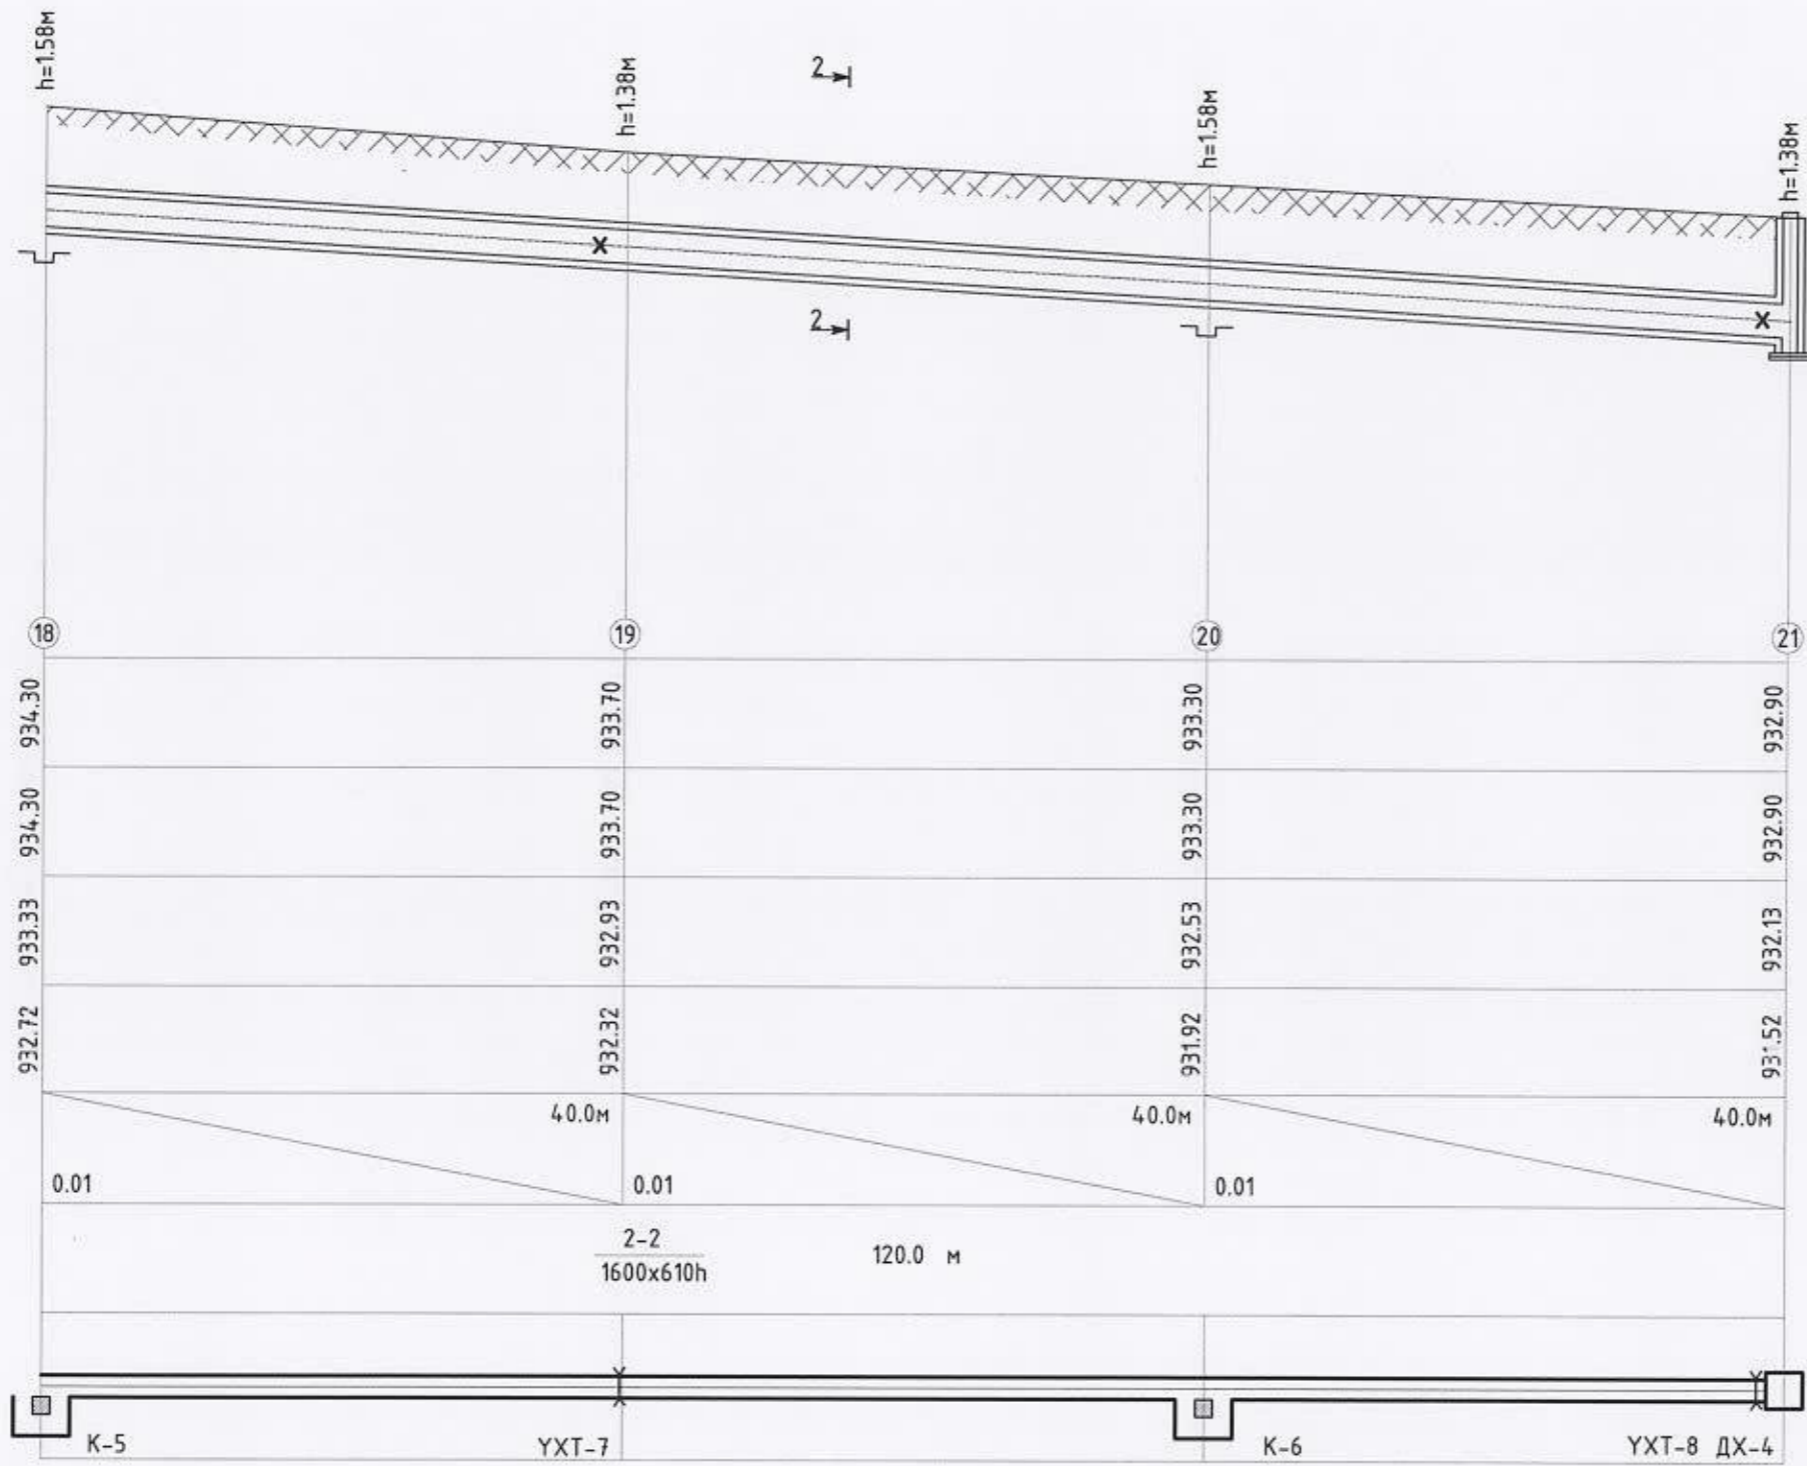 h=1.58м
h=1.38м
2
h=1.58м
h=1.38м
2
18 19 20 21
934.30 933.70 933.30 932.90
934.30 933.70 933.30 932.90
933.33 932.93 932.53 932.13
932.72 932.32 931.92 931.52
40.0м 40.0м 40.0м
0.01 0.01 0.01
2-2
1600x610h
120.0 м
К-5 УХТ-7 К-6 УХТ-8 ДХ-4